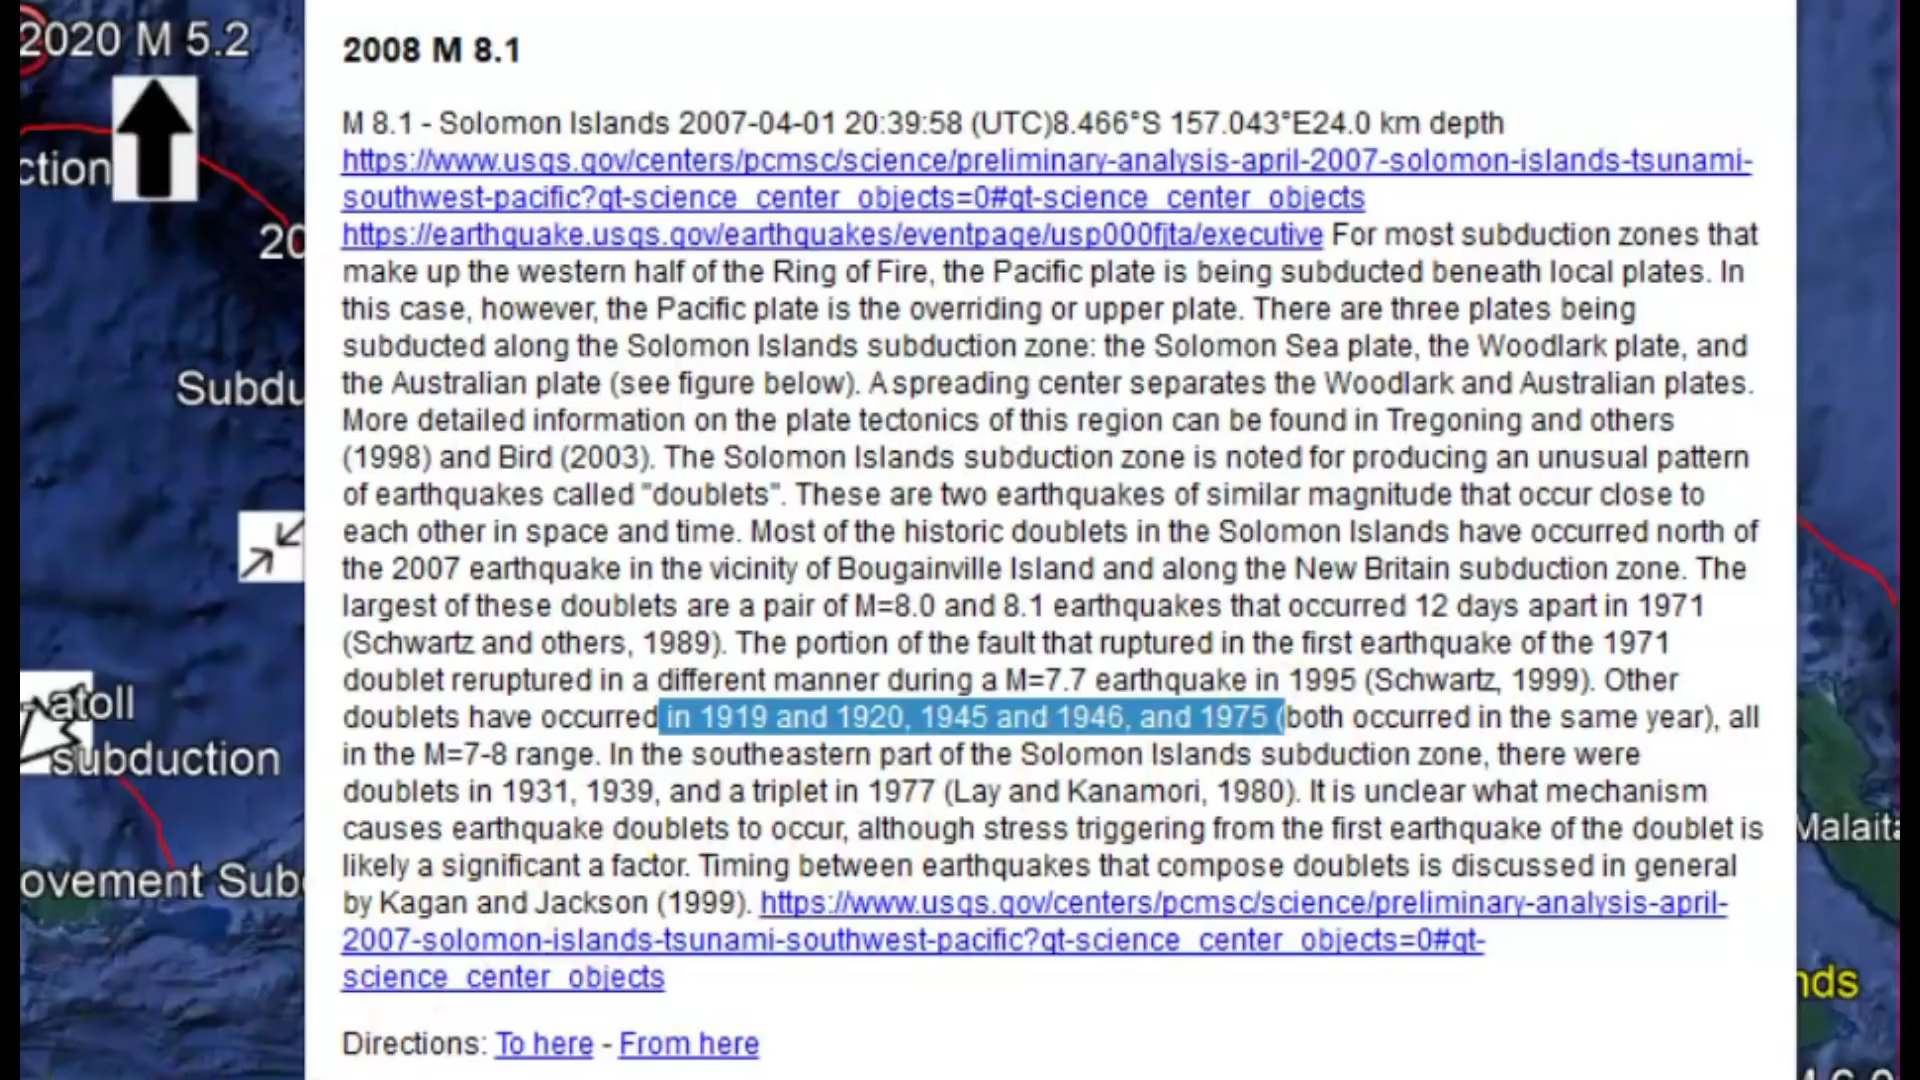 2020 M 5.2
ction
20
Subdu
atoll
subduction
ovement Sub
2008 M 8.1
M 8.1 - Solomon Islands 2007-04-01 20:39:58 (UTC)8.466°S 157.043°E24.0 km depth
https://www.usgs.gov/centers/pcmsc/science/preliminary-analysis-april-2007-solomon-islands-tsunami-
southwest-pacific?qt-science_center_objects=0#qt-science_center_objects
https://earthquake.usgs.gov/earthquakes/eventpage/usp000fjta/executive For most subduction zones that
make up the western half of the Ring of Fire, the Pacific plate is being subducted beneath local plates. In
this case, however, the Pacific plate is the overriding or upper plate. There are three plates being
subducted along the Solomon Islands subduction zone: the Solomon Sea plate, the Woodlark plate, and
the Australian plate (see figure below). A spreading center separates the Woodlark and Australian plates.
More detailed information on the plate tectonics of this region can be found in Tregoning and others
(1998) and Bird (2003). The Solomon Islands subduction zone is noted for producing an unusual pattern
of earthquakes called "doublets". These are two earthquakes of similar magnitude that occur close to
each other in space and time. Most of the historic doublets in the Solomon Islands have occurred north of
the 2007 earthquake in the vicinity of Bougainville Island and along the New Britain subduction zone. The
largest of these doublets are a pair of M=8.0 and 8.1 earthquakes that occurred 12 days apart in 1971
(Schwartz and others, 1989). The portion of the fault that ruptured in the first earthquake of the 1971
doublet reruptured in a different manner during a M=7.7 earthquake in 1995 (Schwartz, 1999). Other
doublets have occurred in 1919 and 1920, 1945 and 1946, and 1975 (both occurred in the same year), all
in the M=7-8 range. In the southeastern part of the Solomon Islands subduction zone, there were
doublets in 1931, 1939, and a triplet in 1977 (Lay and Kanamori, 1980). It is unclear what mechanism
causes earthquake doublets to occur, although stress triggering from the first earthquake of the doublet is
likely a significant a factor. Timing between earthquakes that compose doublets is discussed in general
by Kagan and Jackson (1999). https://www.usgs.gov/centers/pcmsc/science/preliminary-analysis-april-
2007-solomon-islands-tsunami-southwest-pacific?qt-science_center_objects=0#qt-
science_center_objects
Directions: To here - From here
Malait
nds